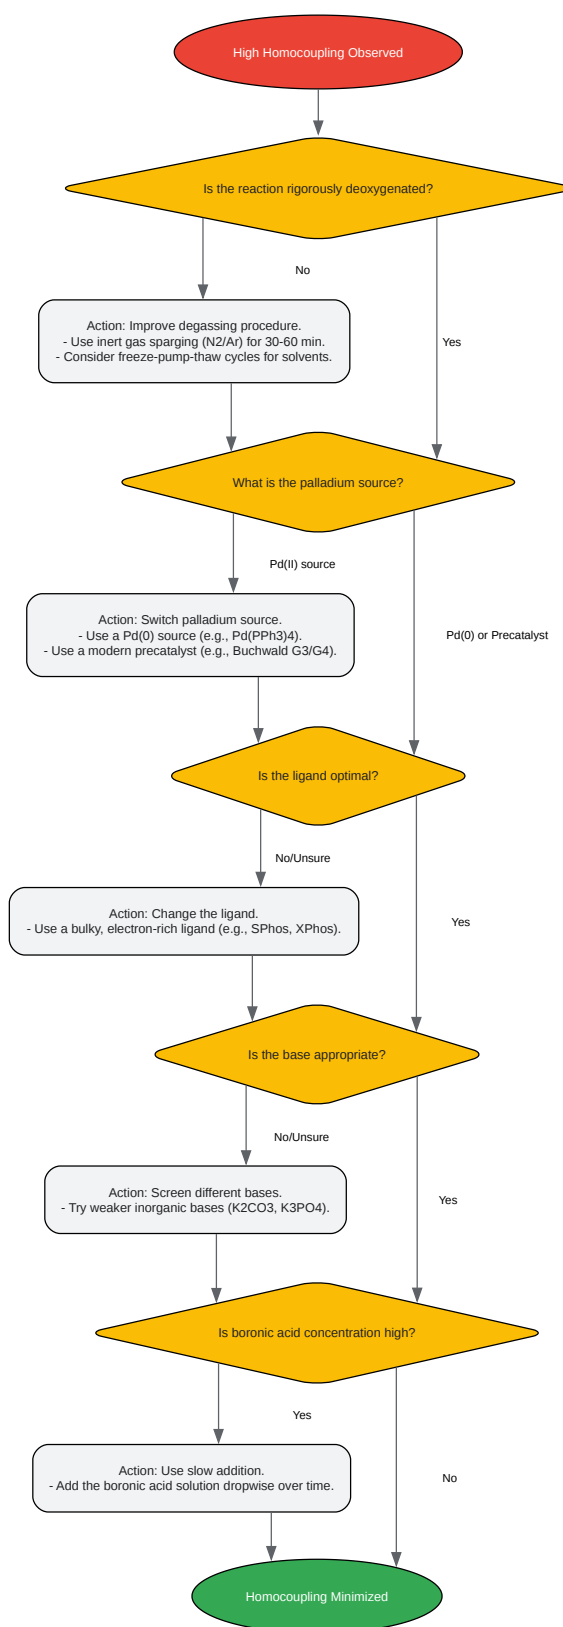 High Homocoupling Observed
Is the reaction rigorously deoxygenated?
No
Action: Improve degassing procedure.
- Use inert gas sparging (N2/Ar) for 30-60 min.
- Consider freeze-pump-thaw cycles for solvents.
Yes
What is the palladium source?
Pd(II) source
Action: Switch palladium source.
- Use a Pd(0) source (e.g., Pd(PPh3)4).
- Use a modern precatalyst (e.g., Buchwald G3/G4).
Pd(0) or Precatalyst
Is the ligand optimal?
No/Unsure
Action: Change the ligand.
- Use a bulky, electron-rich ligand (e.g., SPhos, XPhos).
Yes
Is the base appropriate?
No/Unsure
Action: Screen different bases.
- Try weaker inorganic bases (K2CO3, K3PO4).
Yes
Is boronic acid concentration high?
Yes
Action: Use slow addition.
- Add the boronic acid solution dropwise over time.
No
Homocoupling Minimized